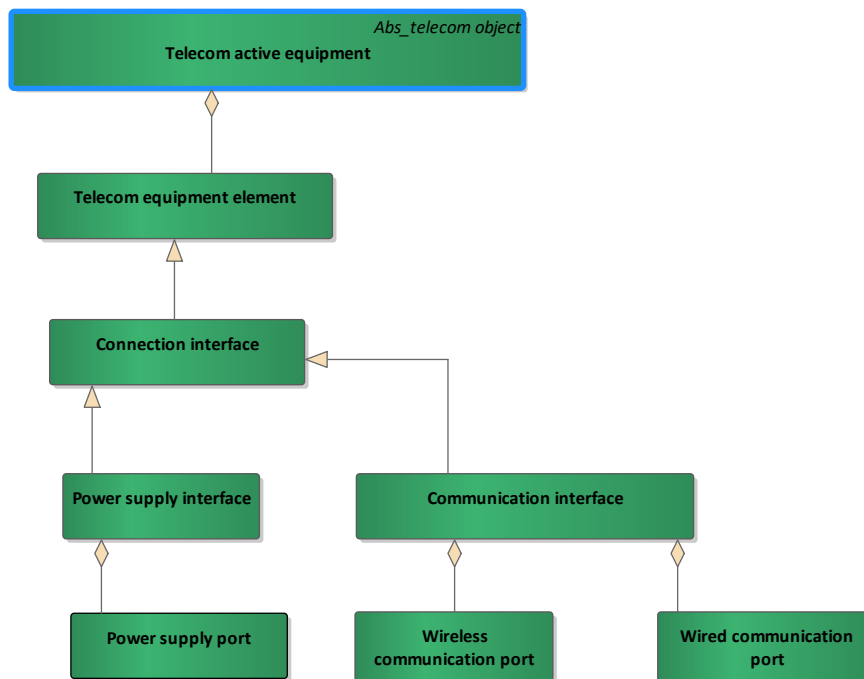 Abs_telecom object
Telecom active equipment
Telecom equipment element
Connection interface
Power supply interface
Communication interface
Power supply port
Wireless
communication port
Wired communication
port